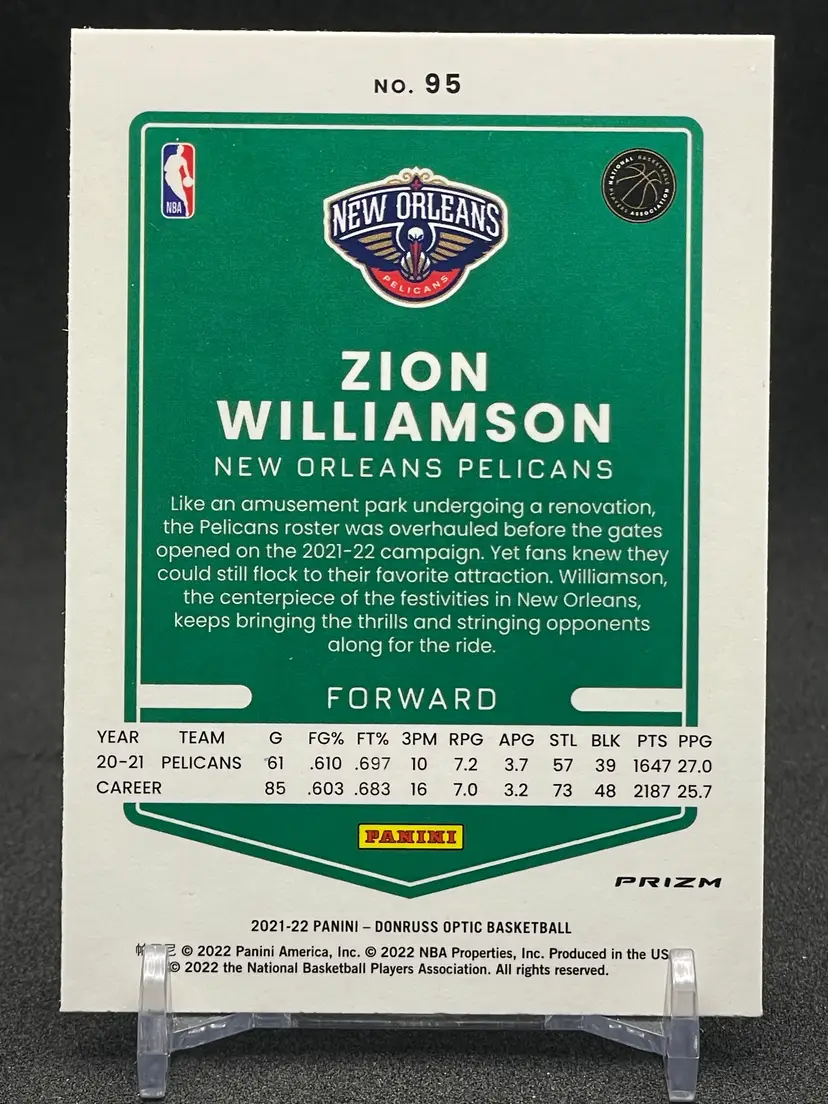 NO. 95
NBA
NATIONAL BASKETBALL
PLAYERS ASSOCIATION
NEW ORLEANS
PELICANS
ZION
WILLIAMSON
NEW ORLEANS PELICANS
Like an amusement park undergoing a renovation,
the Pelicans roster was overhauled before the gates
opened on the 2021-22 campaign. Yet fans knew they
could still flock to their favorite attraction. Williamson,
the centerpiece of the festivities in New Orleans,
keeps bringing the thrills and stringing opponents
along for the ride.
FORWARD
YEAR TEAM G FG% FT% 3PM RPG APG STL BLK PTS PPG
20-21 PELICANS 61 .610 .697 10 7.2 3.7 57 39 1647 27.0
CAREER 85 .603 .683 16 7.0 3.2 73 48 2187 25.7
PANINI
PRIZM
2021-22 PANINI – DONRUSS OPTIC BASKETBALL
© 2022 Panini America, Inc. © 2022 NBA Properties, Inc. Produced in the US
© 2022 the National Basketball Players Association. All rights reserved.